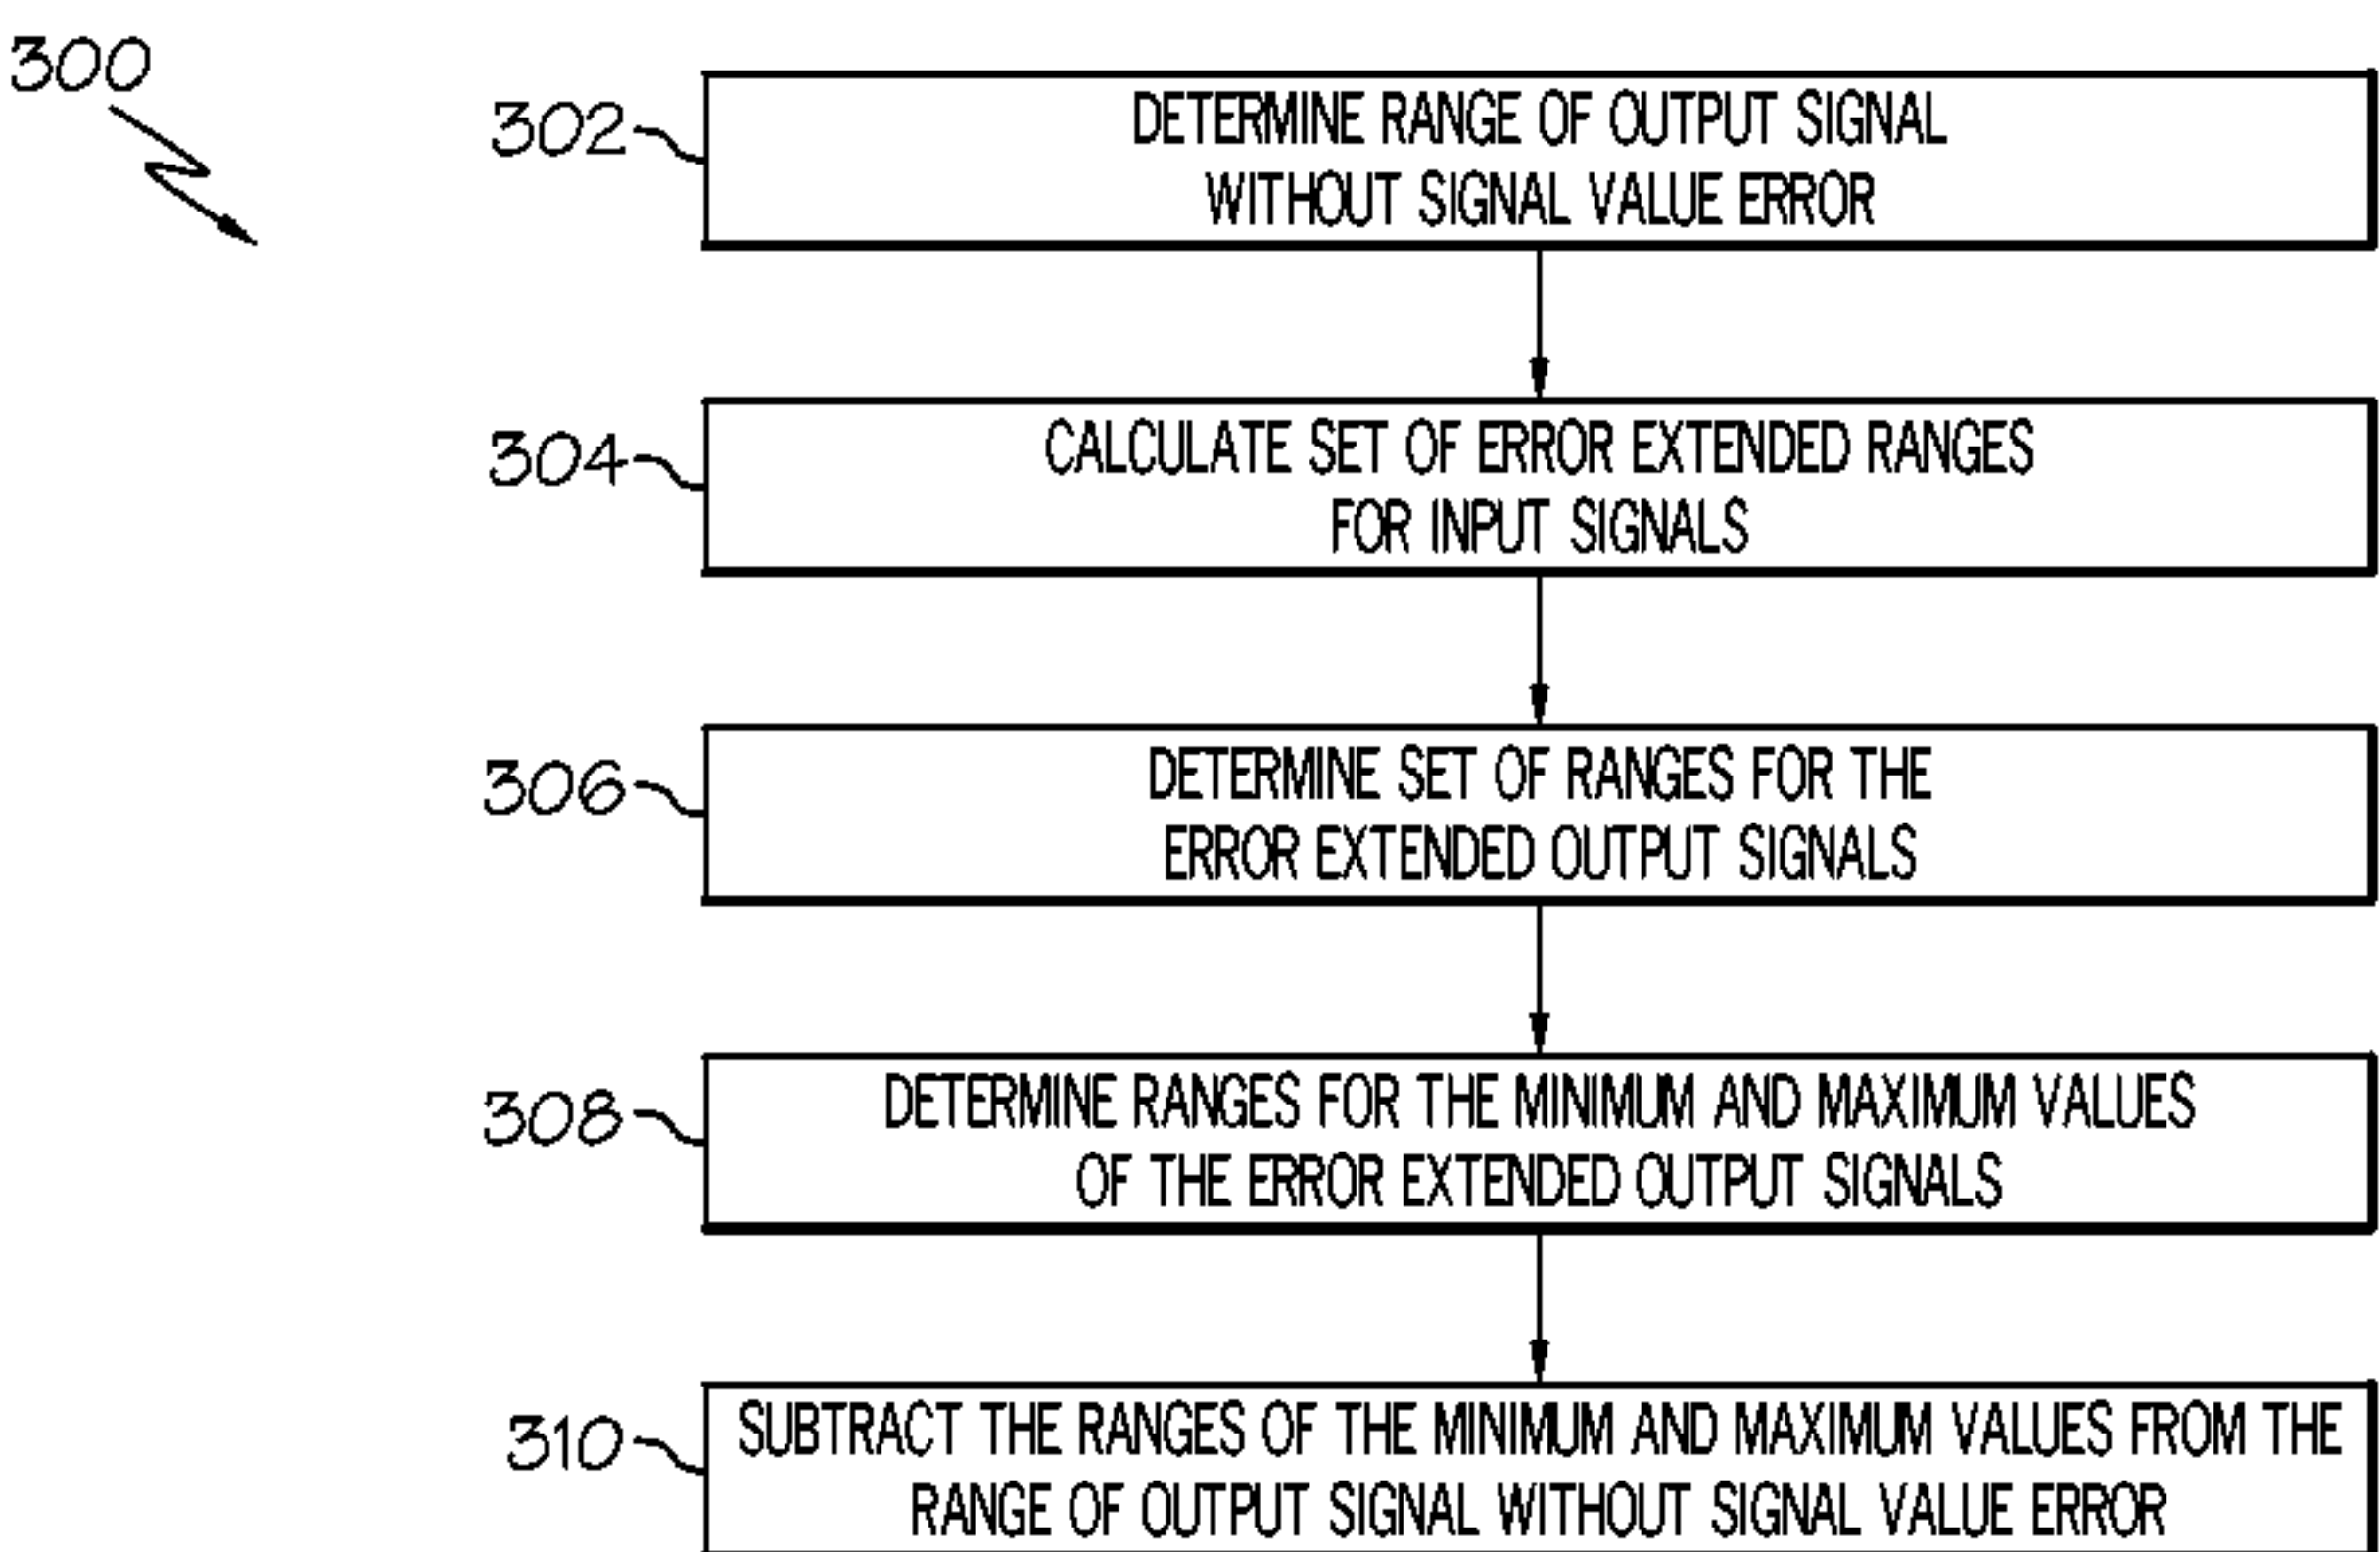 300
302
DETERMINE RANGE OF OUTPUT SIGNAL
WITHOUT SIGNAL VALUE ERROR
304
CALCULATE SET OF ERROR EXTENDED RANGES
FOR INPUT SIGNALS
306
DETERMINE SET OF RANGES FOR THE
ERROR EXTENDED OUTPUT SIGNALS
308
DETERMINE RANGES FOR THE MINIMUM AND MAXIMUM VALUES
OF THE ERROR EXTENDED OUTPUT SIGNALS
310
SUBTRACT THE RANGES OF THE MINIMUM AND MAXIMUM VALUES FROM THE
RANGE OF OUTPUT SIGNAL WITHOUT SIGNAL VALUE ERROR